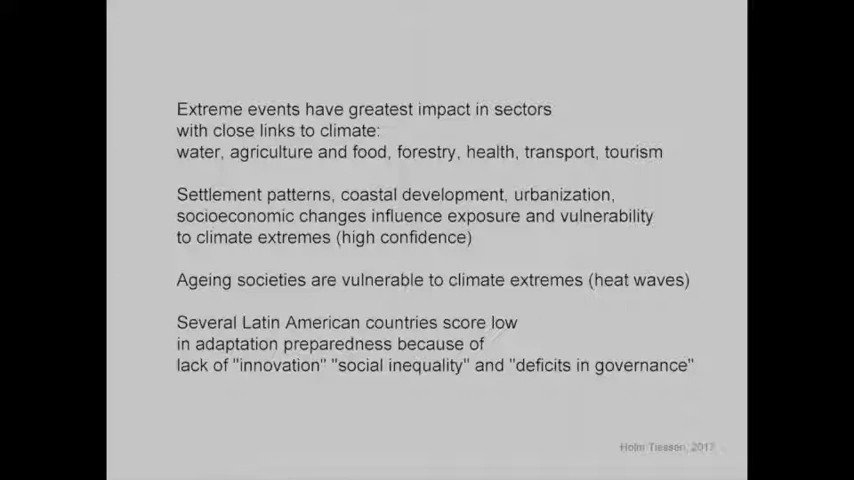 Extreme events have greatest impact in sectors
with close links to climate:
water, agriculture and food, forestry, health, transport, tourism
Settlement patterns, coastal development, urbanization,
socioeconomic changes influence exposure and vulnerability
to climate extremes (high confidence)
Ageing societies are vulnerable to climate extremes (heat waves)
Several Latin American countries score low
in adaptation preparedness because of
lack of "innovation" "social inequality" and "deficits in governance"
Holm Tiessen, 2017